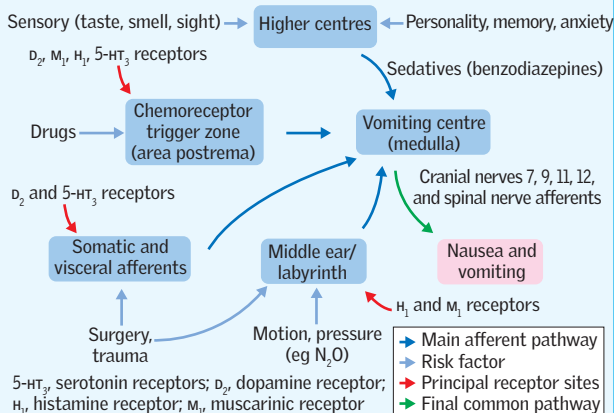 Sensory (taste, smell, sight)
Higher centres
Personality, memory, anxiety
D₂, M₁, H₁, 5-HT₃ receptors
Sedatives (benzodiazepines)
Drugs
Chemoreceptor
trigger zone
(area postrema)
Vomiting centre
(medulla)
D₂ and 5-HT₃ receptors
Cranial nerves 7, 9, 11, 12,
and spinal nerve afferents
Somatic and
visceral afferents
Middle ear/
labyrinth
Nausea and
vomiting
H₁ and M₁ receptors
Surgery,
trauma
Motion, pressure
(eg N₂O)
Main afferent pathway
Risk factor
Principal receptor sites
Final common pathway
5-HT₃, serotonin receptors; D₂, dopamine receptor;
H₁, histamine receptor; M₁, muscarinic receptor